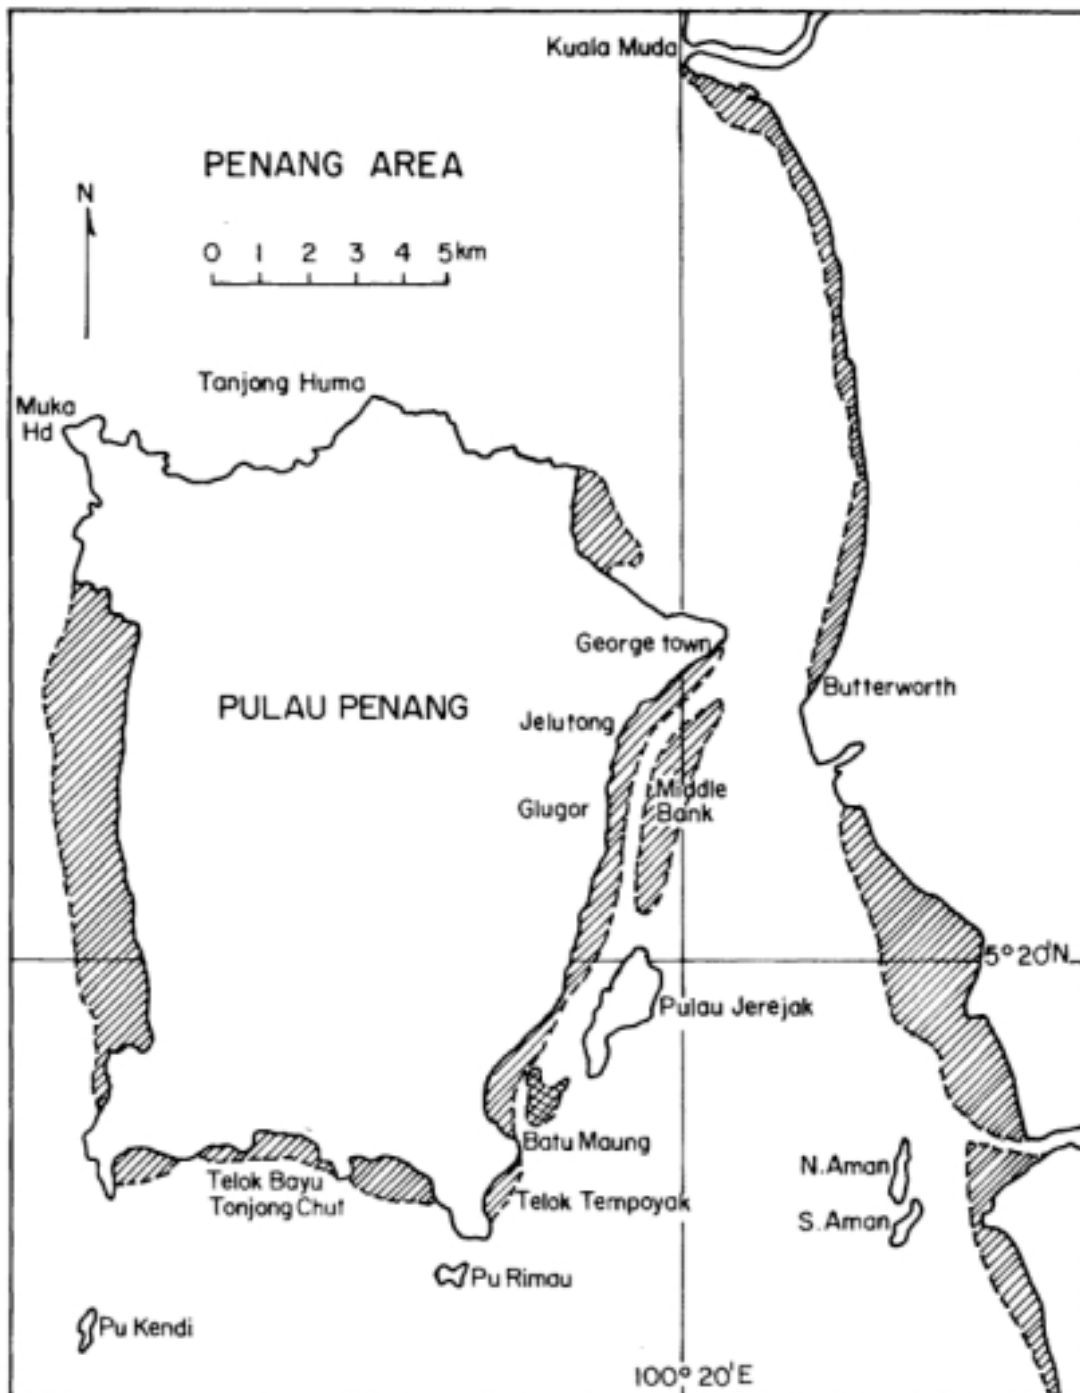 Kuala Muda
PENANG AREA
N
0 1 2 3 4 5 km
Tanjong Huma
Muka
Hd
George town
Butterworth
PULAU PENANG
Jelutong
Middle
Bank
Glugor
5° 20' N
Pulau Jerejak
Batu Maung
N. Aman
Telok Bayu
Tonjong Chut
Telok Tempoyak
S. Aman
Pu Rimau
Pu Kendi
100° 20' E